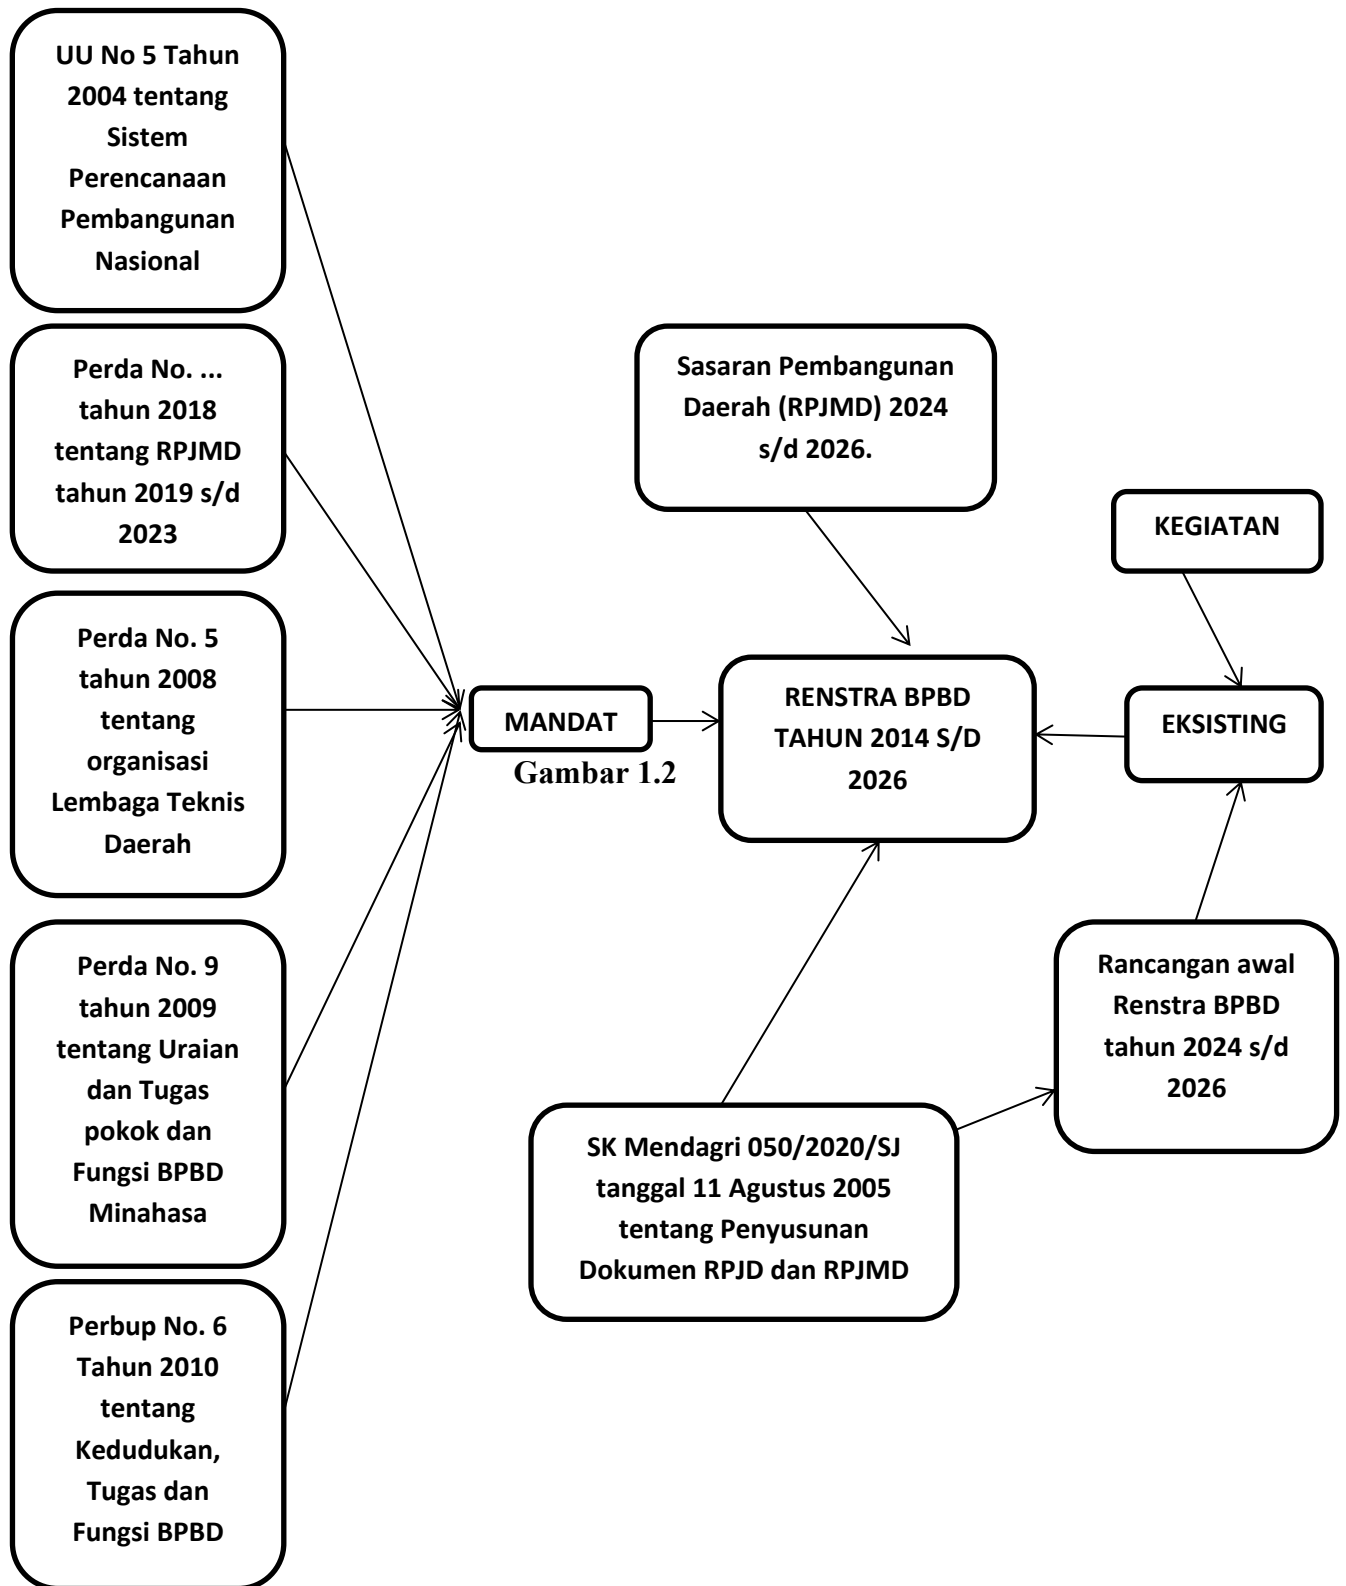 UU No 5 Tahun
2004 tentang
Sistem
Perencanaan
Pembangunan
Nasional
Perda No. ...
tahun 2018
tentang RPJMD
tahun 2019 s/d
2023
Perda No. 5
tahun 2008
tentang
organisasi
Lembaga Teknis
Daerah
Perda No. 9
tahun 2009
tentang Uraian
dan Tugas
pokok dan
Fungsi BPBD
Minahasa
Perbup No. 6
Tahun 2010
tentang
Kedudukan,
Tugas dan
Fungsi BPBD
MANDAT
Gambar 1.2
Sasaran Pembangunan
Daerah (RPJMD) 2024
s/d 2026.
RENSTRA BPBD
TAHUN 2014 S/D
2026
SK Mendagri 050/2020/SJ
tanggal 11 Agustus 2005
tentang Penyusunan
Dokumen RPJD dan RPJMD
KEGIATAN
EKSISTING
Rancangan awal
Renstra BPBD
tahun 2024 s/d
2026